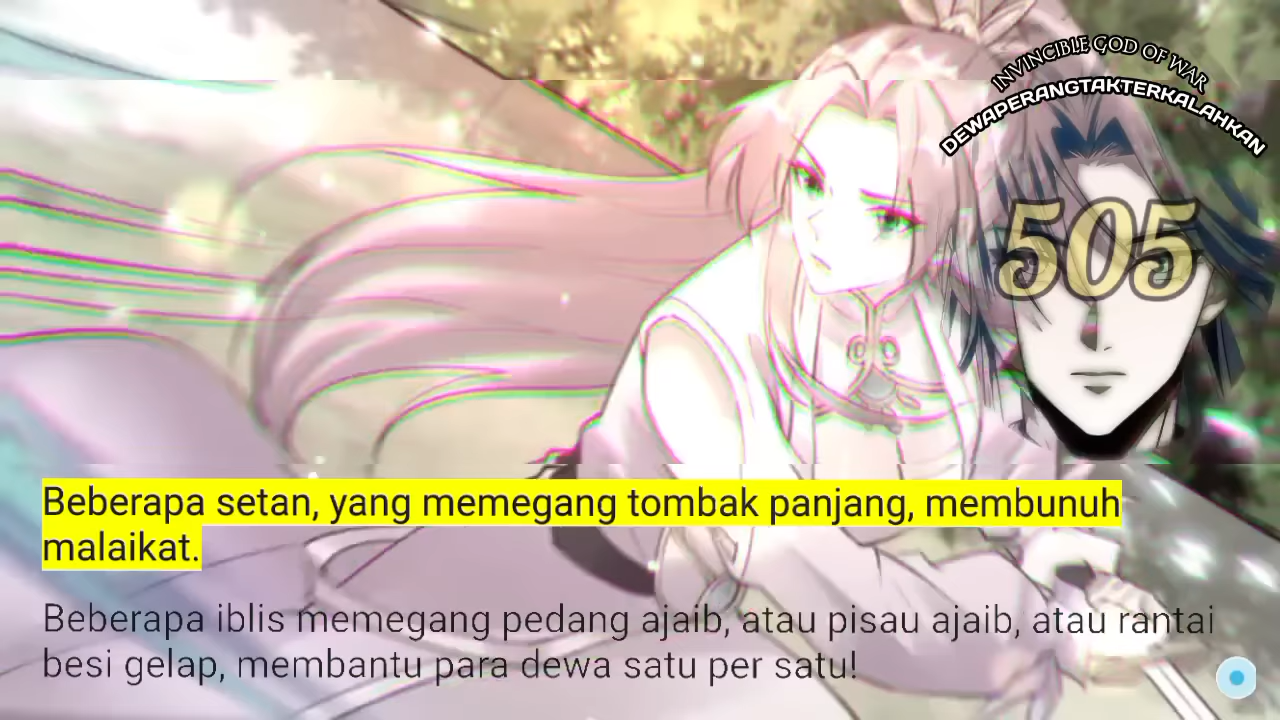 INVINCIBLE GOD OF WAR
DEWAPERANGTAKTERKALAHKAN
505
Beberapa setan, yang memegang tombak panjang, membunuh
malaikat.
Beberapa iblis memegang pedang ajaib, atau pisau ajaib, atau rantai
besi gelap, membantu para dewa satu per satu!